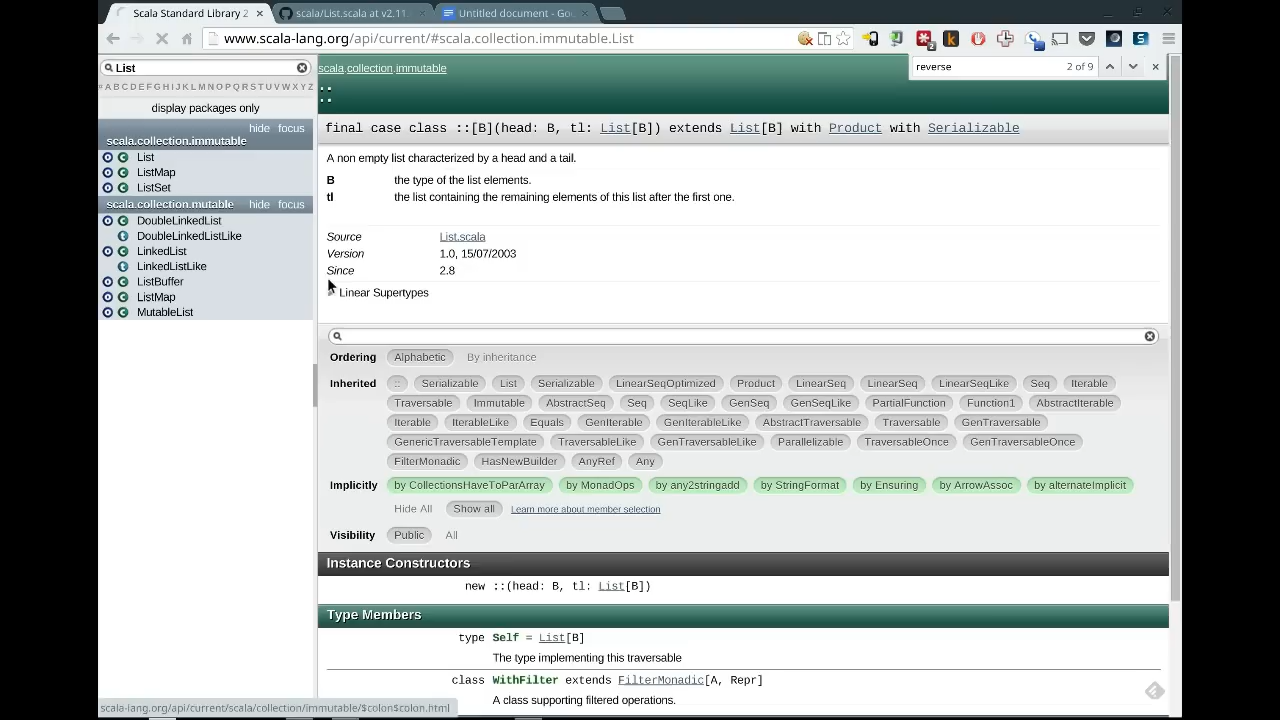 Scala Standard Library 2
scala/List.scala at v2.11.
Untitled document - Goo
www.scala-lang.org/api/current/#scala.collection.immutable.List
List
#ABCDEFGHIJKLMNOPQRSTUVWXYZ
display packages only
hide focus
scala.collection.immutable
List
ListMap
ListSet
scala.collection.mutable hide focus
DoubleLinkedList
DoubleLinkedListLike
LinkedList
LinkedListLike
ListBuffer
ListMap
MutableList
scala.collection.immutable
reverse 2 of 9
::
final case class ::[B](head: B, tl: List[B]) extends List[B] with Product with Serializable
A non empty list characterized by a head and a tail.
B the type of the list elements.
tl the list containing the remaining elements of this list after the first one.
Source List.scala
Version 1.0, 15/07/2003
Since 2.8
Linear Supertypes
Ordering Alphabetic By inheritance
Inherited :: Serializable List Serializable LinearSeqOptimized Product LinearSeq LinearSeq LinearSeqLike Seq Iterable
Traversable Immutable AbstractSeq Seq SeqLike GenSeq GenSeqLike PartialFunction Function1 AbstractIterable
Iterable IterableLike Equals GenIterable GenIterableLike AbstractTraversable Traversable GenTraversable
GenericTraversableTemplate TraversableLike GenTraversableLike Parallelizable TraversableOnce GenTraversableOnce
FilterMonadic HasNewBuilder AnyRef Any
Implicitly by CollectionsHaveToParArray by MonadOps by any2stringadd by StringFormat by Ensuring by ArrowAssoc by alternateImplicit
Hide All Show all Learn more about member selection
Visibility Public All
Instance Constructors
new ::(head: B, tl: List[B])
Type Members
type Self = List[B]
The type implementing this traversable
class WithFilter extends FilterMonadic[A, Repr]
A class supporting filtered operations.
scala-lang.org/api/current/scala/collection/immutable/$colon$colon.html